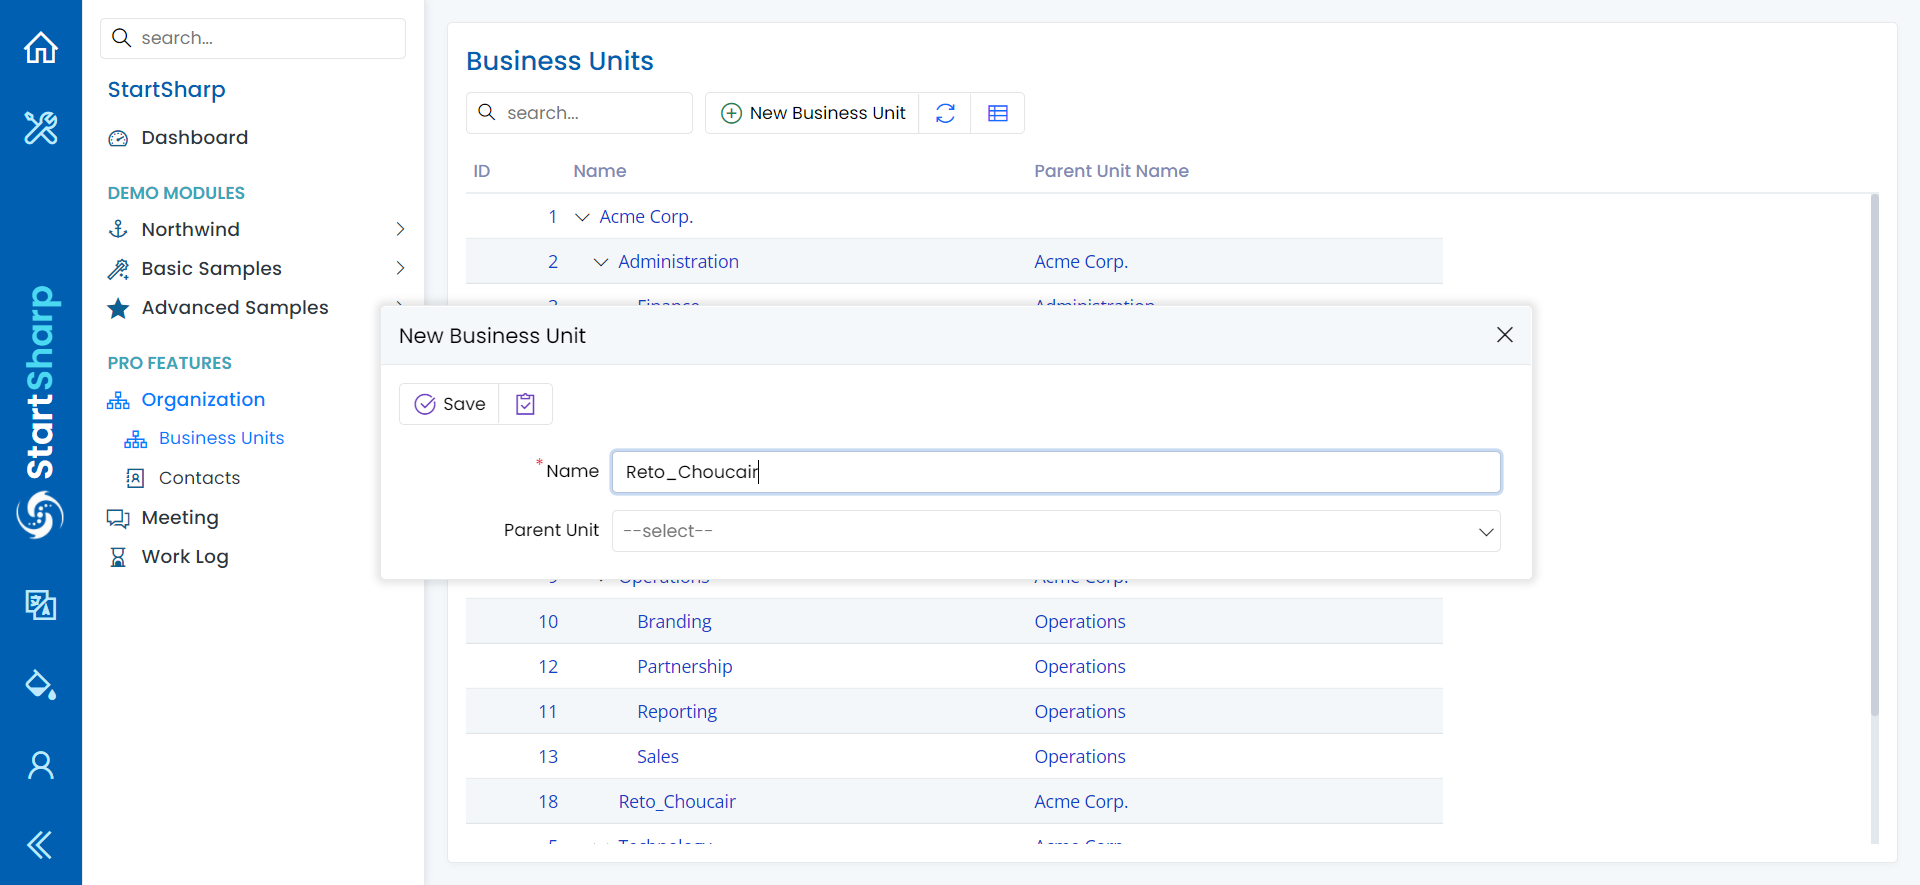 search...
StartSharp
Dashboard
DEMO MODULES
Northwind
Basic Samples
Advanced Samples
PRO FEATURES
Organization
Business Units
Contacts
Meeting
Work Log
StartSharp
Business Units
search...
New Business Unit
ID Name Parent Unit Name
1 Acme Corp.
2 Administration Acme Corp.
3 Finance Administration
New Business Unit
Save
* Name Reto_Choucair
Parent Unit --select--
9 Operations Acme Corp.
10 Branding Operations
12 Partnership Operations
11 Reporting Operations
13 Sales Operations
18 Reto_Choucair Acme Corp.
5 Technology Acme Corp.